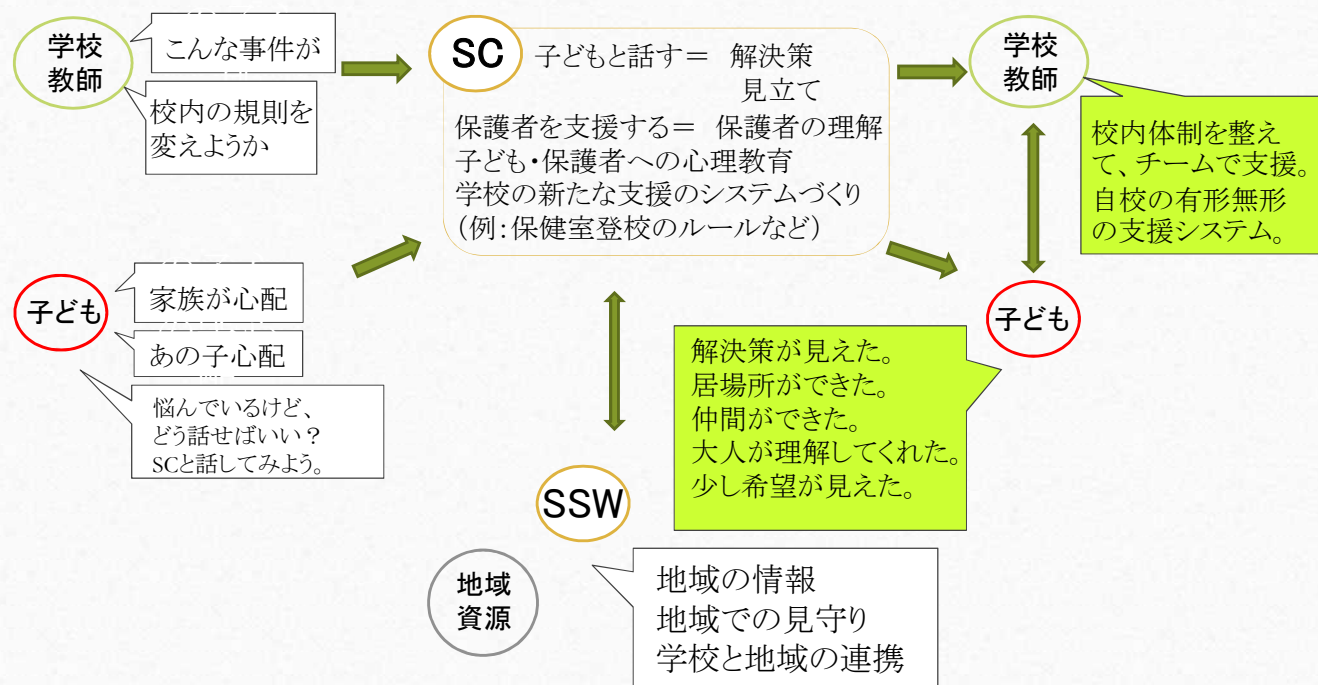 学校
教師
こんな事件が
校内の規則を
変えようか
SC
子どもと話す＝ 解決策
見立て
保護者を支援する＝ 保護者の理解
子ども・保護者への心理教育
学校の新たな支援のシステムづくり
（例：保健室登校のルールなど）
学校
教師
校内体制を整え
て、チームで支援。
自校の有形無形
の支援システム。
子ども
家族が心配
あの子心配
悩んでいるけど、
どう話せばいい？
SCと話してみよう。
子ども
解決策が見えた。
居場所ができた。
仲間ができた。
大人が理解してくれた。
少し希望が見えた。
SSW
地域
資源
地域の情報
地域での見守り
学校と地域の連携